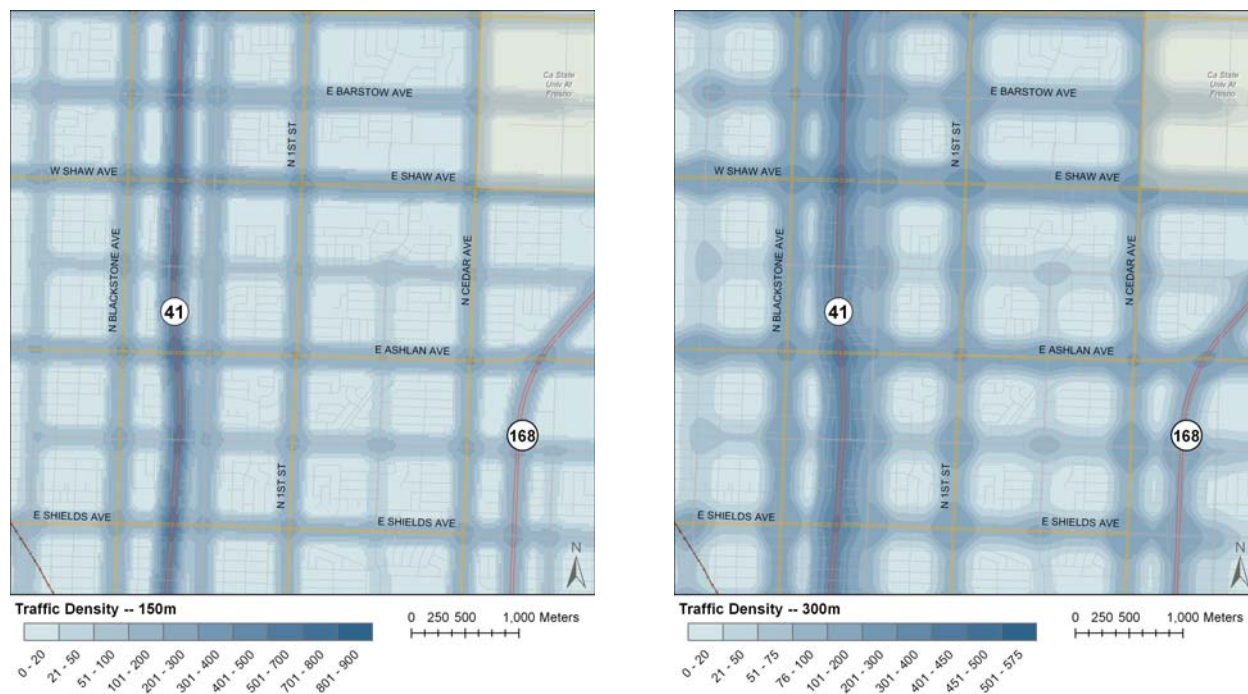 Ca State
Univ At
Fresno
E BARSTOW AVE
N 1ST ST
W SHAW AVE
E SHAW AVE
N BLACKSTONE AVE
N CEDAR AVE
41
E ASHLAN AVE
168
N 1ST ST
E SHIELDS AVE
E SHIELDS AVE
N
Traffic Density -- 150m
0 250 500 1,000 Meters
0 - 20
21 - 50
51 - 100
101 - 200
201 - 300
301 - 400
401 - 500
501 - 700
701 - 800
801 - 900
Ca State
Univ At
Fresno
E BARSTOW AVE
N 1ST ST
W SHAW AVE
E SHAW AVE
N BLACKSTONE AVE
N CEDAR AVE
41
E ASHLAN AVE
168
N 1ST ST
E SHIELDS AVE
E SHIELDS AVE
N
Traffic Density -- 300m
0 250 500 1,000 Meters
0 - 20
21 - 50
51 - 75
76 - 100
101 - 200
201 - 300
301 - 400
401 - 450
451 - 500
501 - 575